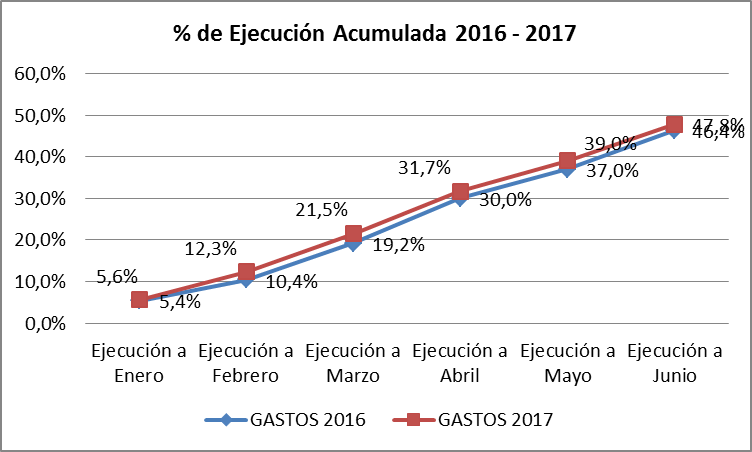 % de Ejecución Acumulada 2016 - 2017
60,0%
50,0%
40,0%
30,0%
20,0%
10,0%
0,0%
5,6%
12,3%
21,5%
31,7%
39,0%
47,8%
5,4%
10,4%
19,2%
30,0%
37,0%
46,4%
Ejecución a
Enero
Ejecución a
Febrero
Ejecución a
Marzo
Ejecución a
Abril
Ejecución a
Mayo
Ejecución a
Junio
GASTOS 2016
GASTOS 2017